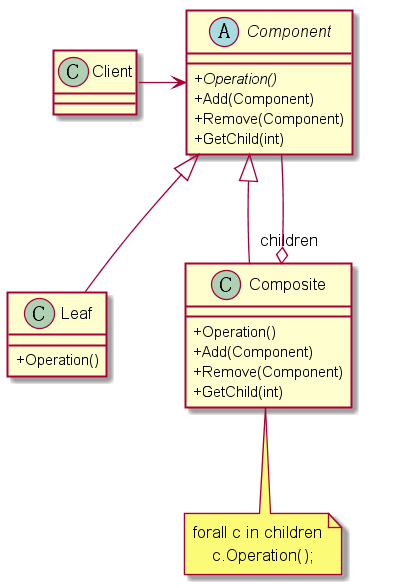 A Component
C Client
+Operation()
+Add(Component)
+Remove(Component)
+GetChild(int)
children
C Composite
C Leaf
+Operation()
+Operation()
+Add(Component)
+Remove(Component)
+GetChild(int)
forall c in children
c.Operation();